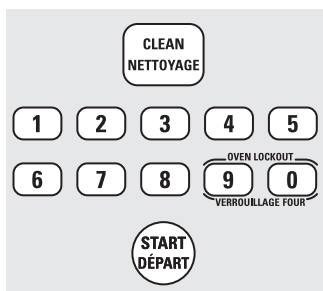 CLEAN
NETTOYAGE
1 2 3 4 5
OVEN LOCKOUT
6 7 8 9 0
VERROUILLAGE FOUR
START
DÉPART